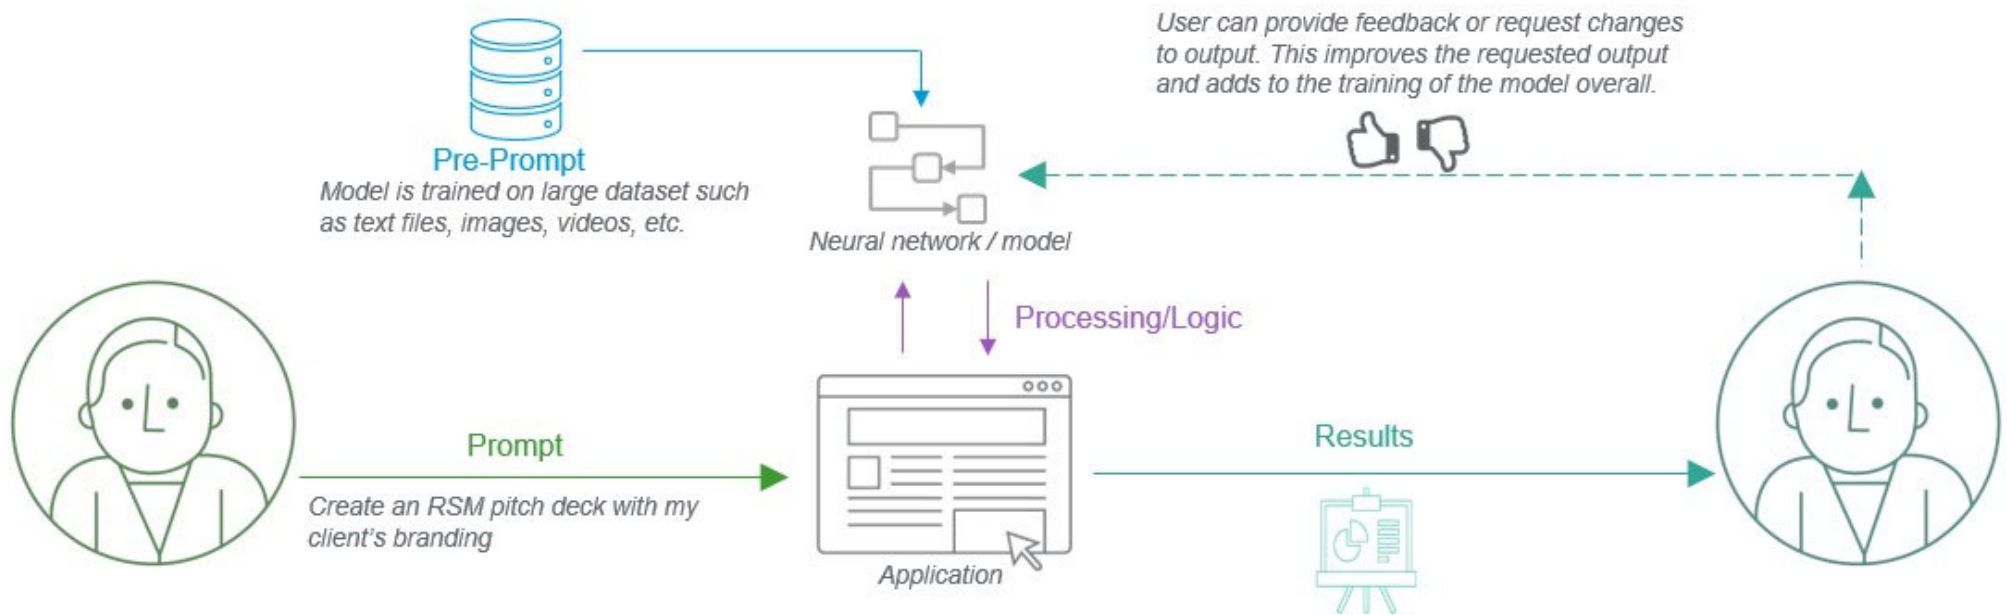 User can provide feedback or request changes
to output. This improves the requested output
and adds to the training of the model overall.
Pre-Prompt
Model is trained on large dataset such
as text files, images, videos, etc.
Neural network / model
Processing/Logic
Prompt
Create an RSM pitch deck with my
client's branding
Application
Results